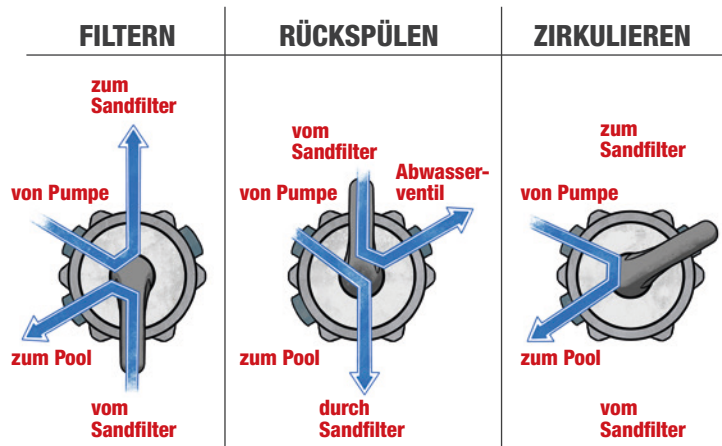 FILTERN
zum
Sandfilter
von Pumpe
zum Pool
vom
Sandfilter
RÜCKSPÜLEN
vom
Sandfilter
von Pumpe
Abwasser-
ventil
zum Pool
durch
Sandfilter
ZIRKULIEREN
zum
Sandfilter
von Pumpe
zum Pool
vom
Sandfilter